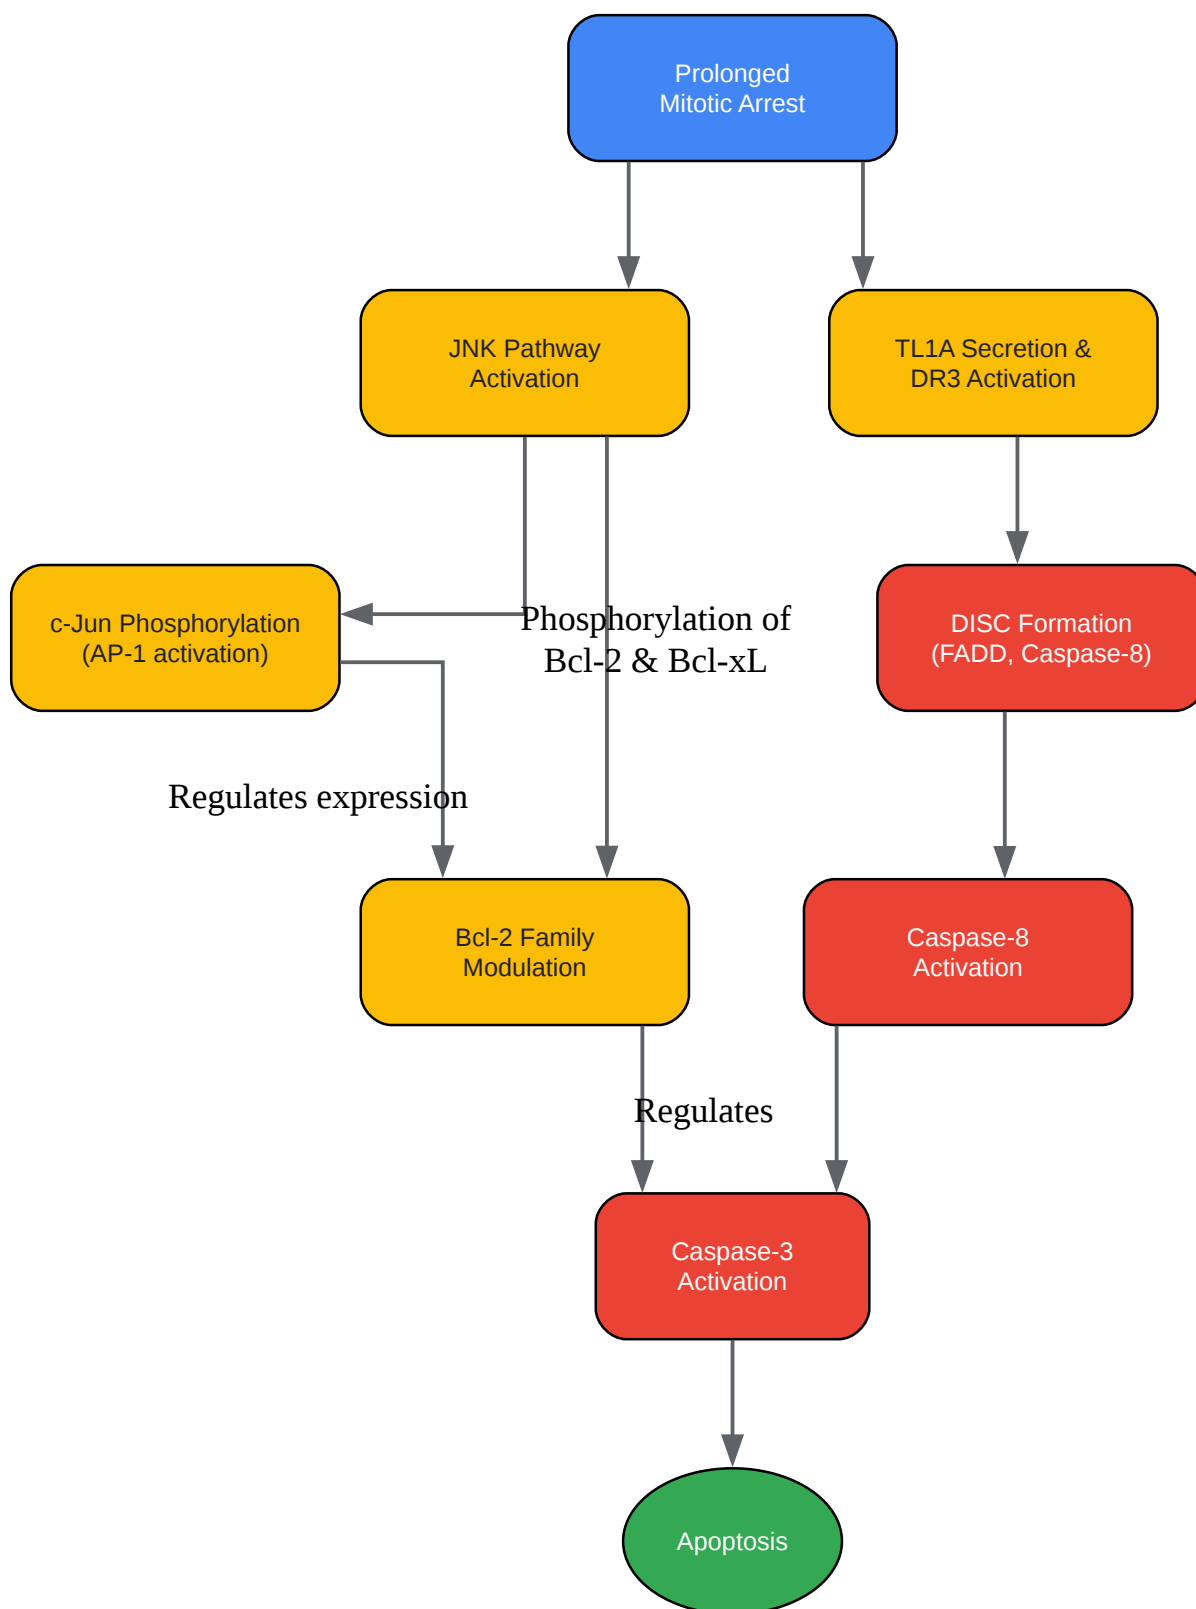 Prolonged
Mitotic Arrest
JNK Pathway
Activation
TL1A Secretion &
DR3 Activation
c-Jun Phosphorylation
(AP-1 activation)
Phosphorylation of
Bcl-2 & Bcl-xL
DISC Formation
(FADD, Caspase-8)
Regulates expression
Bcl-2 Family
Modulation
Caspase-8
Activation
Regulates
Caspase-3
Activation
Apoptosis